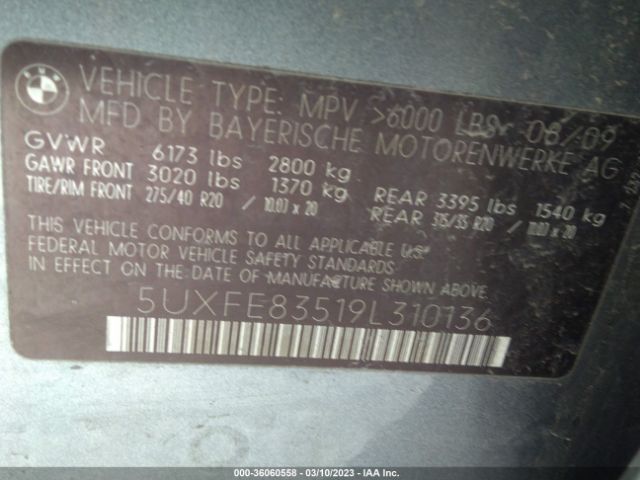 BMW
VEHICLE TYPE: MPV >6000 LBS 08/09
MFD BY BAYERISCHE MOTORENWERKE AG
GVWR 6173 lbs 2800 kg
GAWR FRONT 3020 lbs 1370 kg REAR 3395 lbs 1540 kg
TIRE/RIM FRONT 275/40 R20 / 10.0J x 20 REAR 315/35 R20 / 11.0J x 20
THIS VEHICLE CONFORMS TO ALL APPLICABLE U.S.
FEDERAL MOTOR VEHICLE SAFETY STANDARDS
IN EFFECT ON THE DATE OF MANUFACTURE SHOWN ABOVE.
5UXFE83519L310136
000-36060558 - 03/10/2023 - IAA Inc.